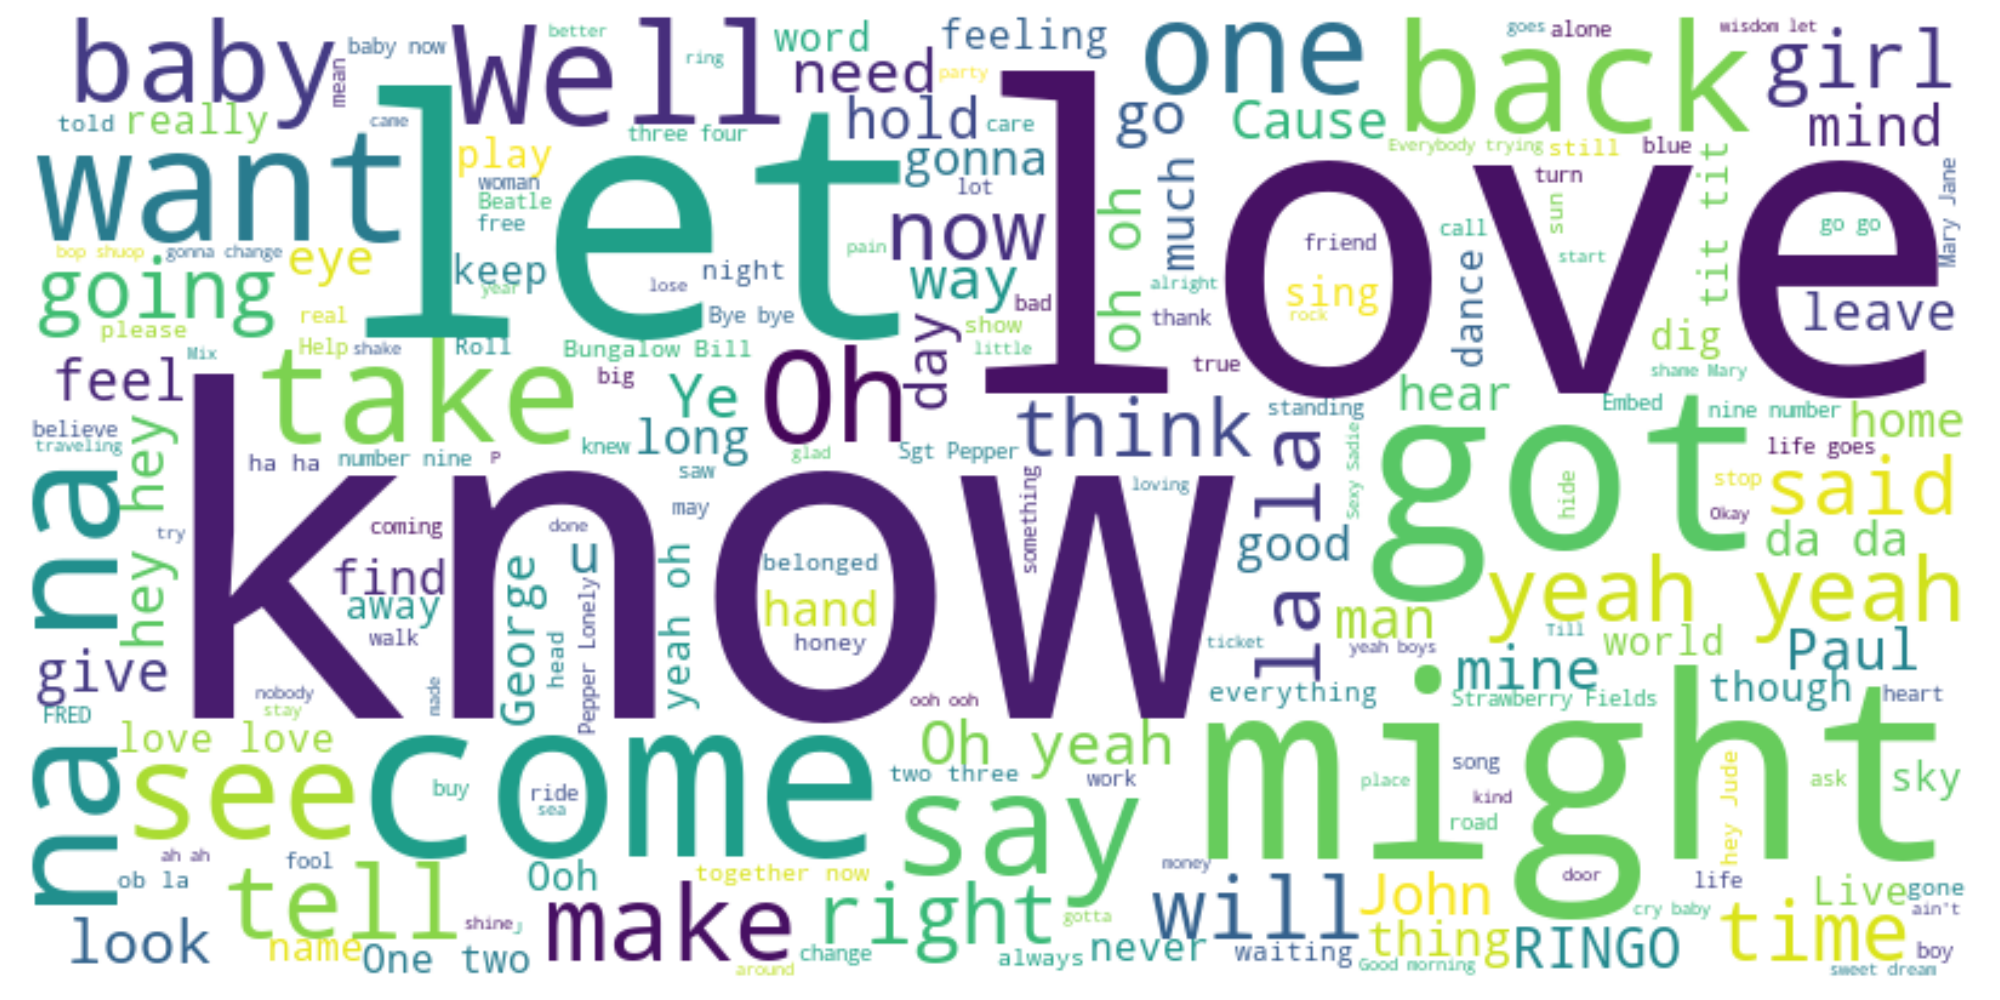 baby
baby now
mean
Well
better
ring
word
need
feeling
party
one
goes
alone
back
wisdom let
girl
told
really
came
let
three four
hold
care
love
go
Cause
mind
Everybody trying
still
blue
want
play
woman
Beatle
free
gonna
lot
now
much
oh oh
turn
sun
tit tit
Mary Jane
friend
call
go go
bop shuop
gonna change
eye
keep
year
lose
night
pain
way
bad
alright
sing
rock
dance
start
going
please
real
Bye bye
day
show
little
thank
leave
dig
Mix
Help
shake
Roll
Bungalow Bill
Oh
true
shame Mary
feel
take
big
Ye
think
standing
hear
Embed
nine number
home
believe
traveling
hey hey
ha ha
number nine
P
knew
long
glad
Sgt Pepper
Sexy Sadie
got
life goes
na na
know
saw
something
loving
la la
hide
stop
said
try
coming
done
may
Okay
find
u
belonged
good
da da
George
yeah oh
away
hand
yeah yeah
walk
head
Pepper Lonely
honey
ticket
man
yeah boys
Till
world
Paul
give
nobody
stay
made
everything
mine
Strawberry Fields
though
heart
FRED
ooh ooh
love love
Oh yeah
might
see
come
buy
ride
sea
two three
work
place
song
kind
road
hey Jude
ask
sky
say
ah ah
ob la
fool
tell
Ooh
together now
money
door
life
Live
gone
look
name
shine
J
One two
make
right
gotta
will
John
cry baby
time
ain't
around
change
always
never
waiting
thing
Good morning
RINGO
boy
sweet dream